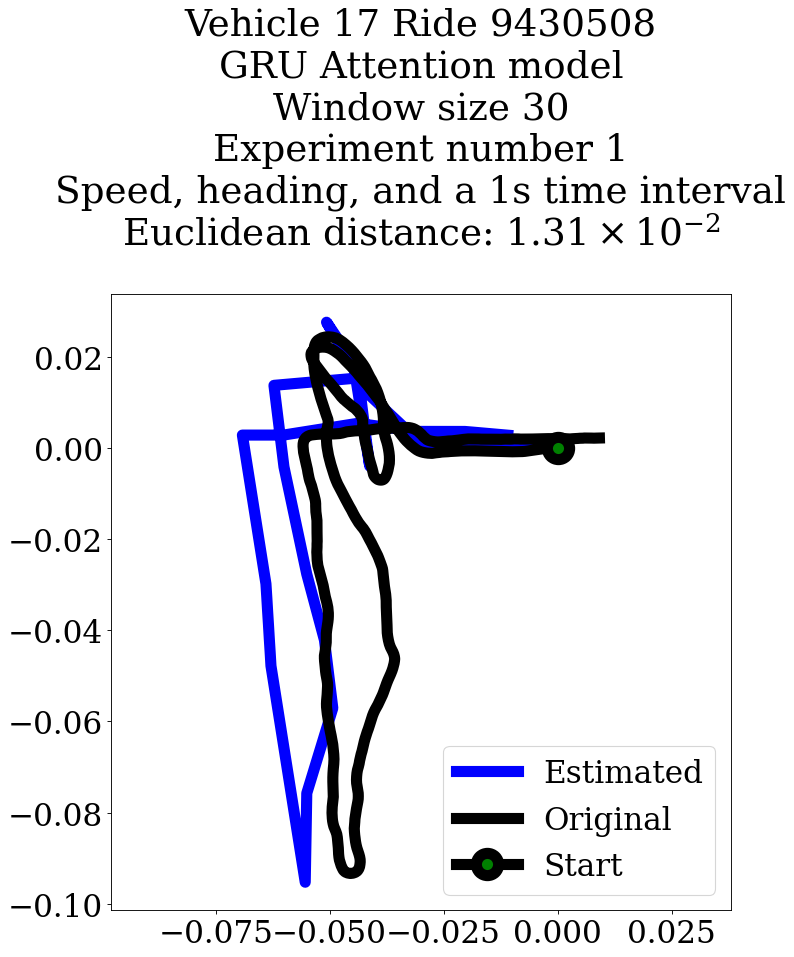 Vehicle 17 Ride 9430508
GRU Attention model
Window size 30
Experiment number 1
Speed, heading, and a 1s time interval
Euclidean distance: 1.31 × 10⁻²
0.02
0.00
−0.02
−0.04
−0.06
−0.08
−0.10
Estimated
Original
Start
−0.075 −0.050 −0.025 0.000 0.025